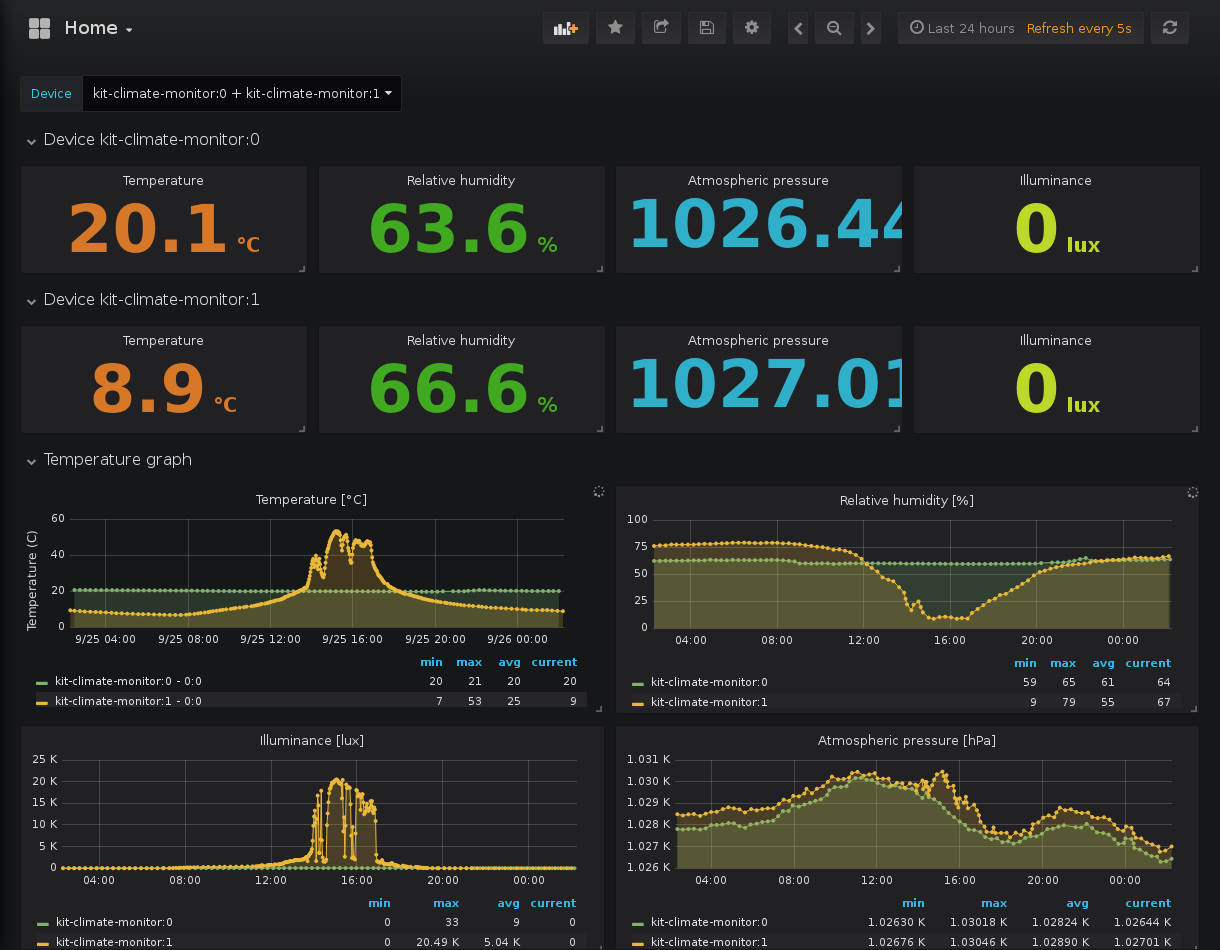 Home
Last 24 hours Refresh every 5s
Device kit-climate-monitor:0 + kit-climate-monitor:1
Device kit-climate-monitor:0
Temperature Relative humidity Atmospheric pressure Illuminance
20.1 °C 63.6 % 1026.44 0 lux
Device kit-climate-monitor:1
Temperature Relative humidity Atmospheric pressure Illuminance
8.9 °C 66.6 % 1027.01 0 lux
Temperature graph
Temperature [°C]
Temperature (C)
60
40
20
0
9/25 04:00 9/25 08:00 9/25 12:00 9/25 16:00 9/25 20:00 9/26 00:00
min max avg current
kit-climate-monitor:0 - 0:0 20 21 20 20
kit-climate-monitor:1 - 0:0 7 53 25 9
Relative humidity [%]
100
75
50
25
0
04:00 08:00 12:00 16:00 20:00 00:00
min max avg current
kit-climate-monitor:0 59 65 61 64
kit-climate-monitor:1 9 79 55 67
Illuminance [lux]
25 K
20 K
15 K
10 K
5 K
0
04:00 08:00 12:00 16:00 20:00 00:00
min max avg current
kit-climate-monitor:0 0 33 9 0
kit-climate-monitor:1 0 20.49 K 5.04 K 0
Atmospheric pressure [hPa]
1.031 K
1.030 K
1.029 K
1.028 K
1.027 K
1.026 K
04:00 08:00 12:00 16:00 20:00 00:00
min max avg current
kit-climate-monitor:0 1.02630 K 1.03018 K 1.02824 K 1.02644 K
kit-climate-monitor:1 1.02676 K 1.03046 K 1.02890 K 1.02701 K